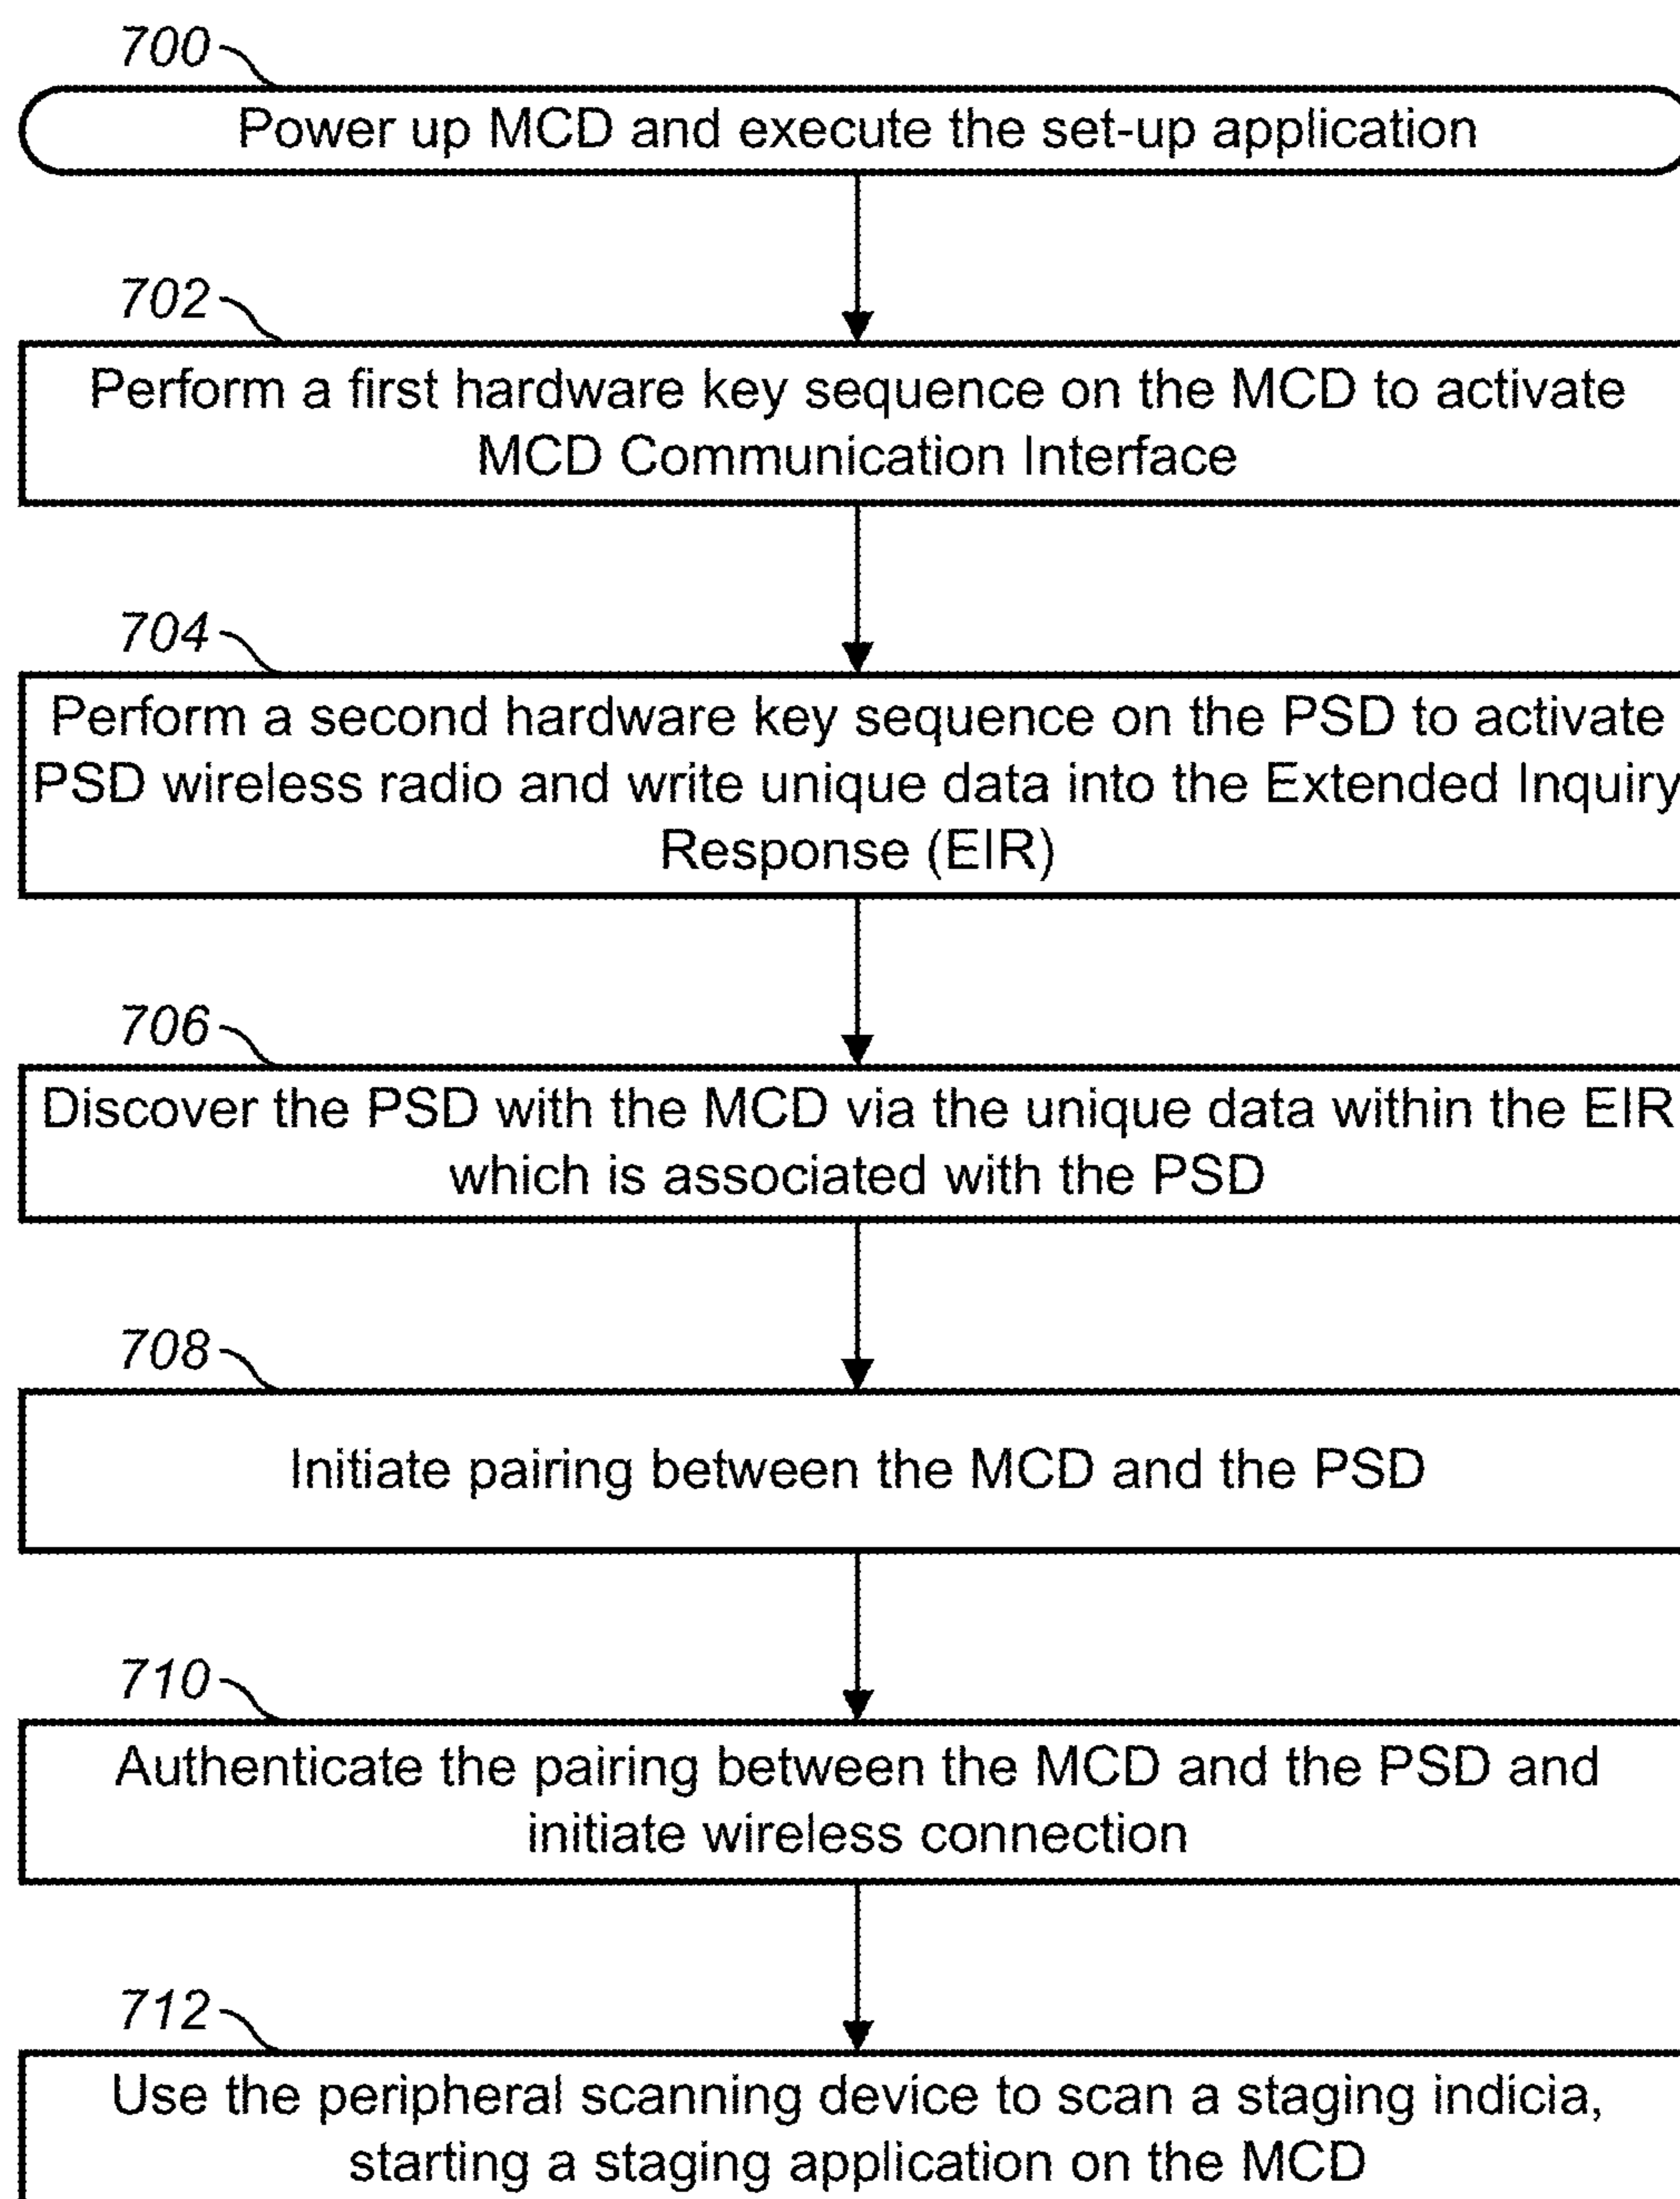 700
Power up MCD and execute the set-up application
702
Perform a first hardware key sequence on the MCD to activate
MCD Communication Interface
704
Perform a second hardware key sequence on the PSD to activate
PSD wireless radio and write unique data into the Extended Inquiry
Response (EIR)
706
Discover the PSD with the MCD via the unique data within the EIR
which is associated with the PSD
708
Initiate pairing between the MCD and the PSD
710
Authenticate the pairing between the MCD and the PSD and
initiate wireless connection
712
Use the peripheral scanning device to scan a staging indicia,
starting a staging application on the MCD